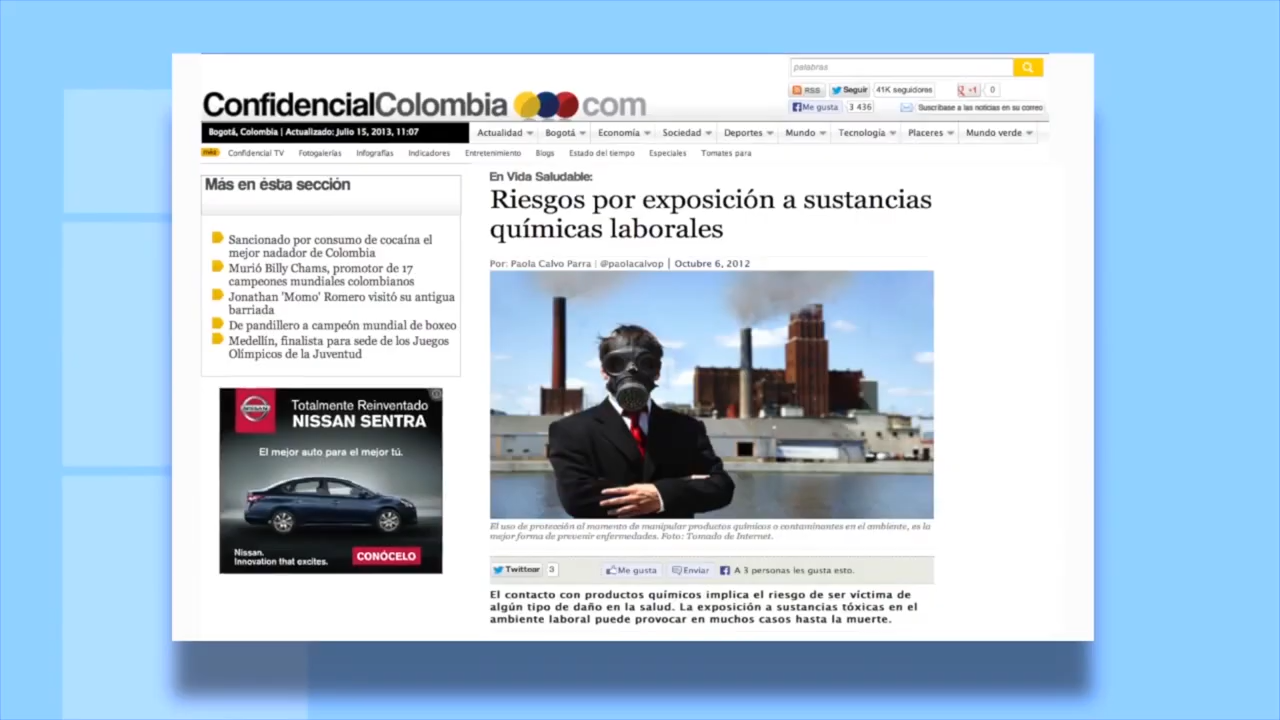 palabras
RSS
Seguir
41K seguidores
+1
0
Me gusta
3 436
Suscríbase a las noticias en su correo
ConfidencialColombia com
Bogotá, Colombia | Actualizado: Julio 15, 2013, 11:07
Actualidad
Bogotá
Economía
Sociedad
Deportes
Mundo
Tecnología
Placeres
Mundo verde
más
Confidencial TV
Fotogalerías
Infografías
Indicadores
Entretenimiento
Blogs
Estado del tiempo
Especiales
Tomates para
Más en ésta sección
Sancionado por consumo de cocaína el
mejor nadador de Colombia
Murió Billy Chams, promotor de 17
campeones mundiales colombianos
Jonathan 'Momo' Romero visitó su antigua
barriada
De pandillero a campeón mundial de boxeo
Medellín, finalista para sede de los Juegos
Olímpicos de la Juventud
NISSAN
Totalmente Reinventado
NISSAN SENTRA
El mejor auto para el mejor tú.
Nissan.
Innovation that excites.
CONÓCELO
En Vida Saludable:
Riesgos por exposición a sustancias
químicas laborales
Por: Paola Calvo Parra | @paolacalvop | Octubre 6, 2012
El uso de protección al momento de manipular productos químicos o contaminantes en el ambiente, es la
mejor forma de prevenir enfermedades. Foto: Tomado de Internet.
Twittear
3
Me gusta
Enviar
A 3 personas les gusta esto.
El contacto con productos químicos implica el riesgo de ser víctima de
algún tipo de daño en la salud. La exposición a sustancias tóxicas en el
ambiente laboral puede provocar en muchos casos hasta la muerte.